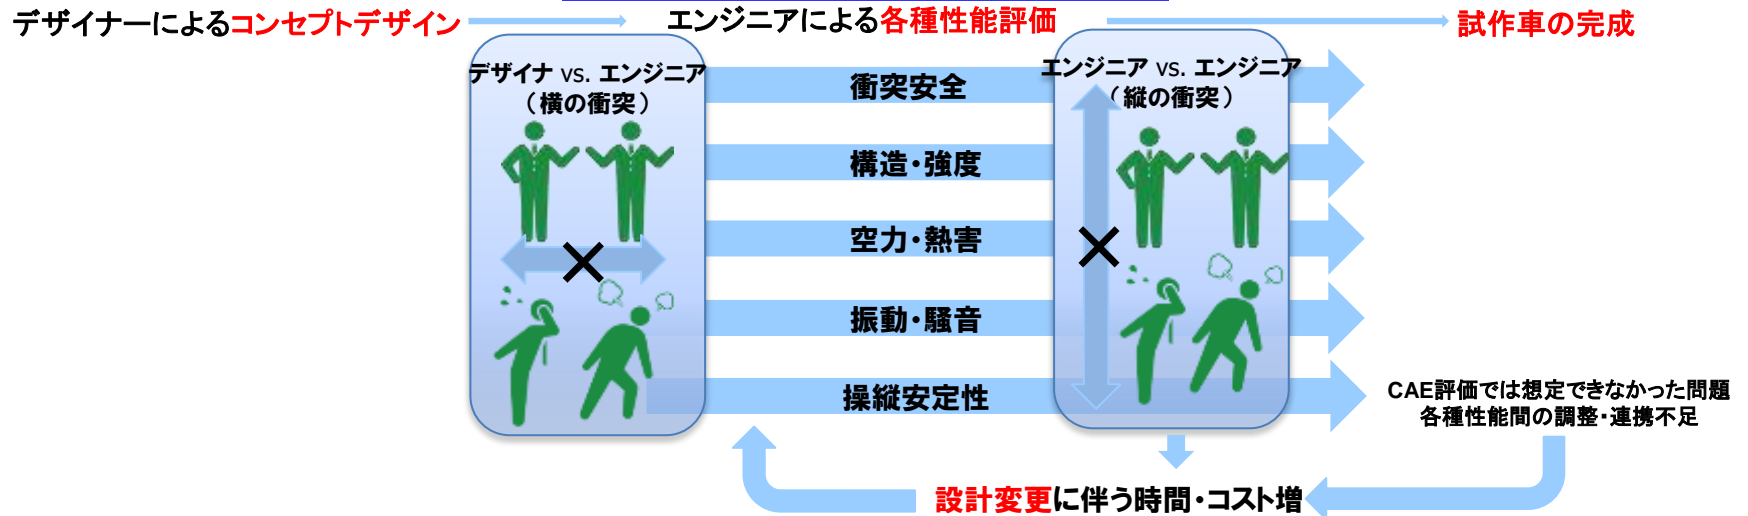 デザイナーによるコンセプトデザイン
エンジニアによる各種性能評価
試作車の完成
デザイナ vs. エンジニア
（横の衝突）
エンジニア vs. エンジニア
（縦の衝突）
衝突安全
構造・強度
空力・熱害
振動・騒音
操縦安定性
CAE評価では想定できなかった問題
各種性能間の調整・連携不足
設計変更に伴う時間・コスト増